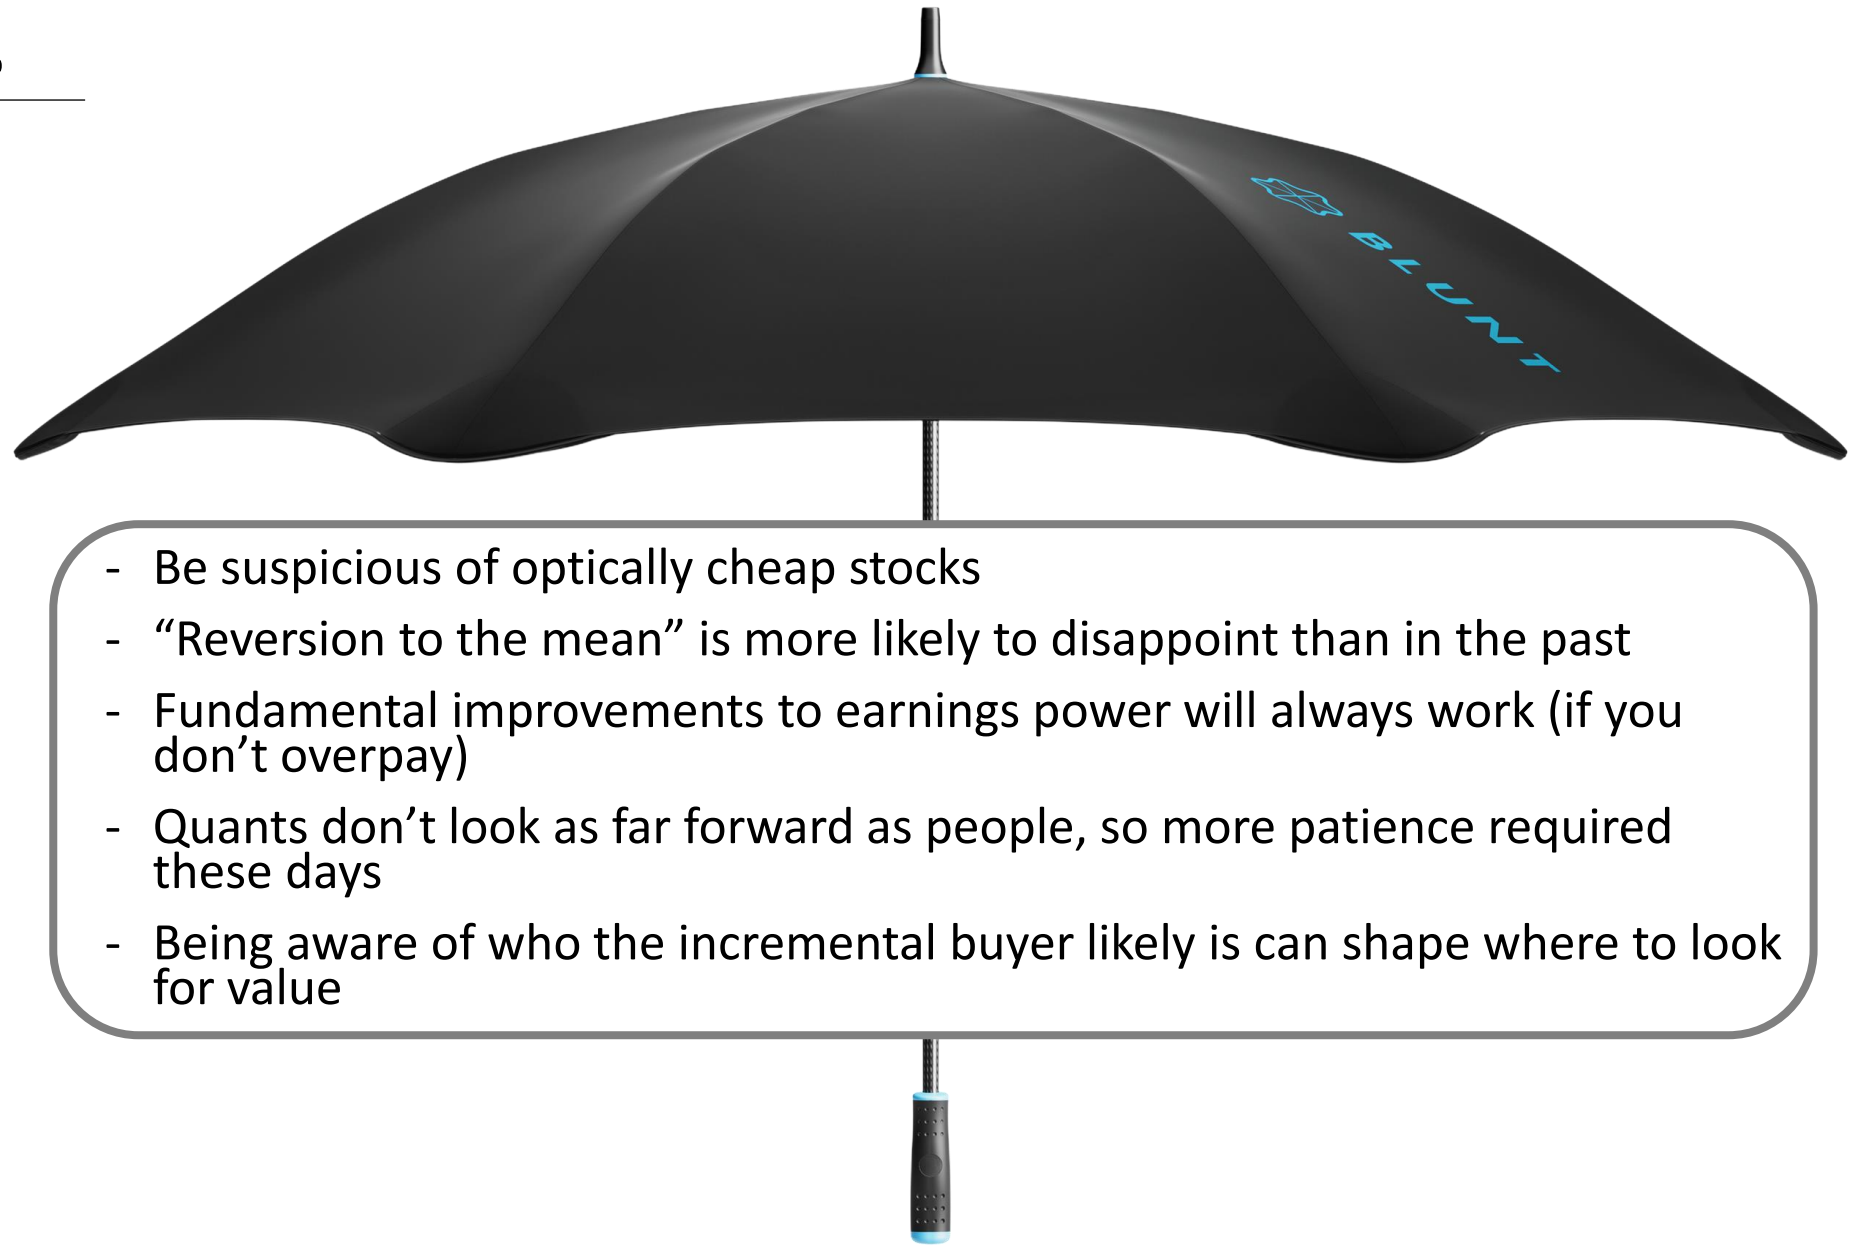 BLUNT
- Be suspicious of optically cheap stocks
- “Reversion to the mean” is more likely to disappoint than in the past
- Fundamental improvements to earnings power will always work (if you
don’t overpay)
- Quants don’t look as far forward as people, so more patience required
these days
- Being aware of who the incremental buyer likely is can shape where to look
for value